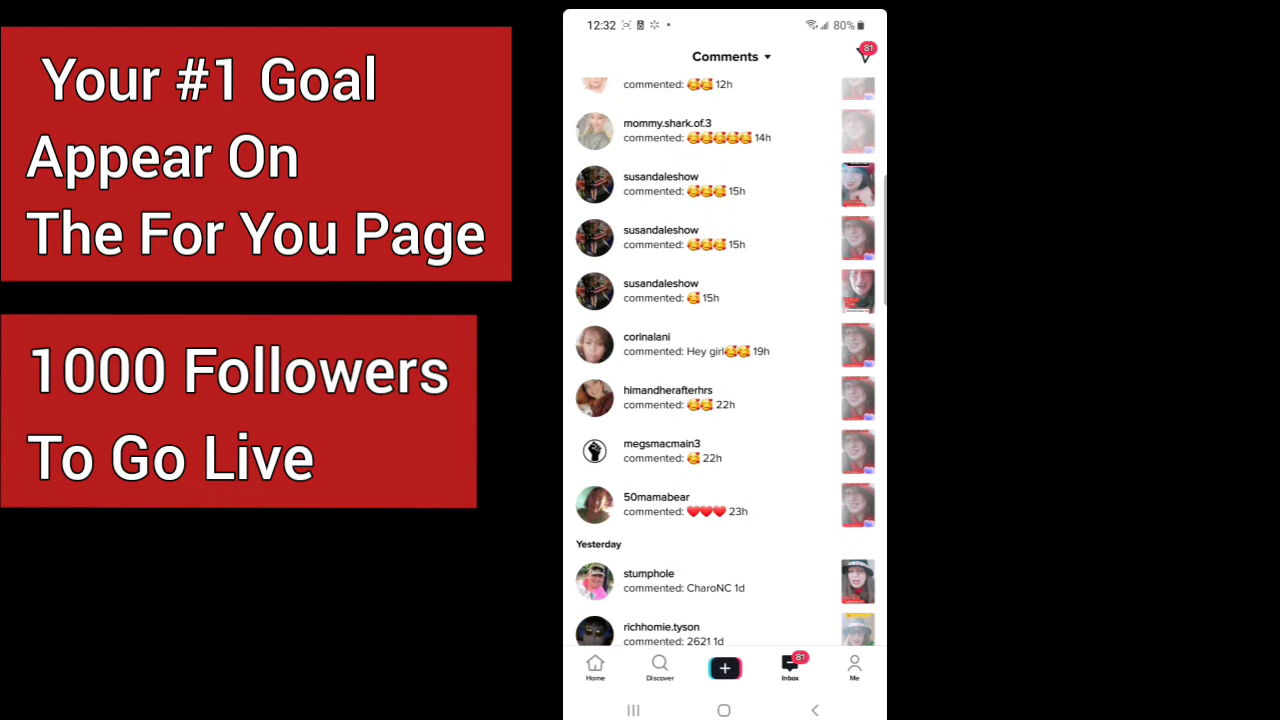 Your #1 Goal
Appear On
The For You Page
1000 Followers
To Go Live
12:32
80%
Comments
81
commented: 🥰🥰 12h
mommy.shark.of.3
commented: 🥰🥰🥰🥰🥰 14h
susandaleshow
commented: 🥰🥰🥰 15h
susandaleshow
commented: 🥰🥰🥰 15h
susandaleshow
commented: 🥰 15h
corinalani
commented: Hey girl🥰🥰 19h
himandherafterhrs
commented: 🥰🥰 22h
megsmacmain3
commented: 🥰 22h
50mamabear
commented: ❤️❤️❤️ 23h
Yesterday
stumphole
commented: CharoNC 1d
richhomie.tyson
commented: 2621 1d
81
Home Discover Inbox Me